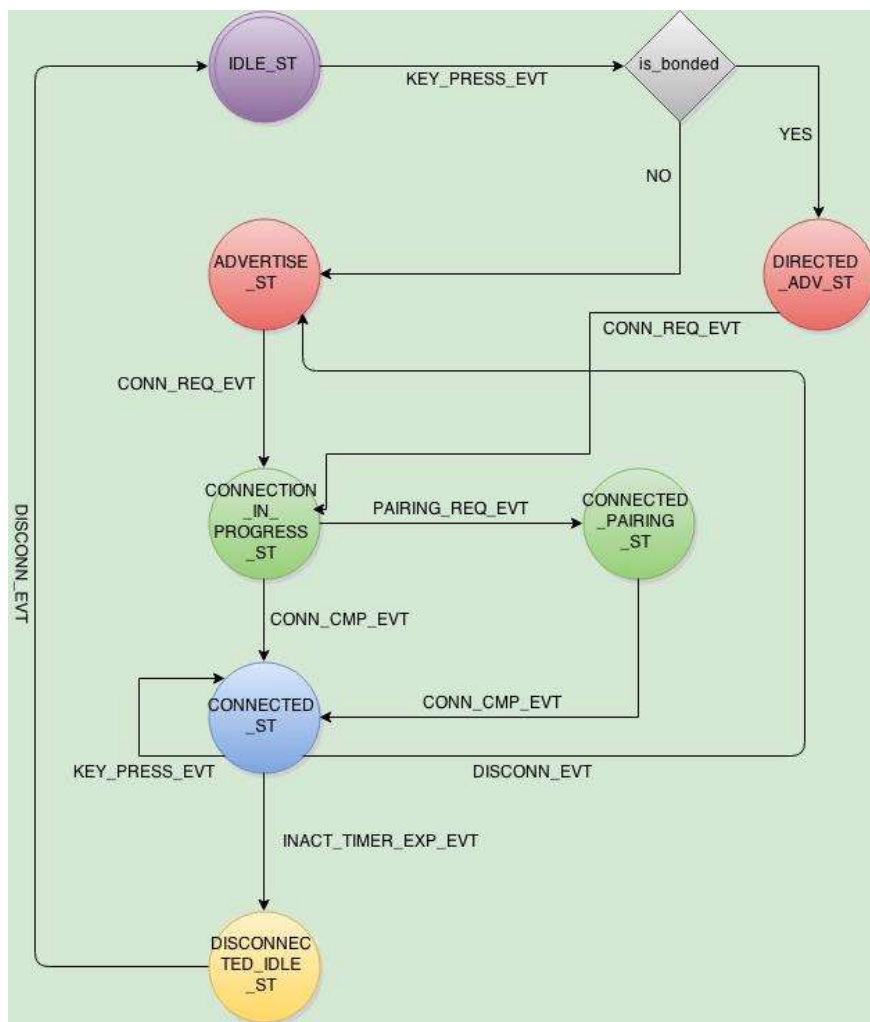 IDLE_ST
KEY_PRESS_EVT
is_bonded
YES
NO
ADVERTISE
_ST
DIRECTED
_ADV_ST
CONN_REQ_EVT
CONN_REQ_EVT
CONNECTION
_IN_
PROGRESS
_ST
PAIRING_REQ_EVT
CONNECTED
_PAIRING
_ST
DISCONN_EVT
CONN_CMP_EVT
CONNECTED
_ST
CONN_CMP_EVT
KEY_PRESS_EVT
DISCONN_EVT
INACT_TIMER_EXP_EVT
DISCONNEC
TED_IDLE
_ST